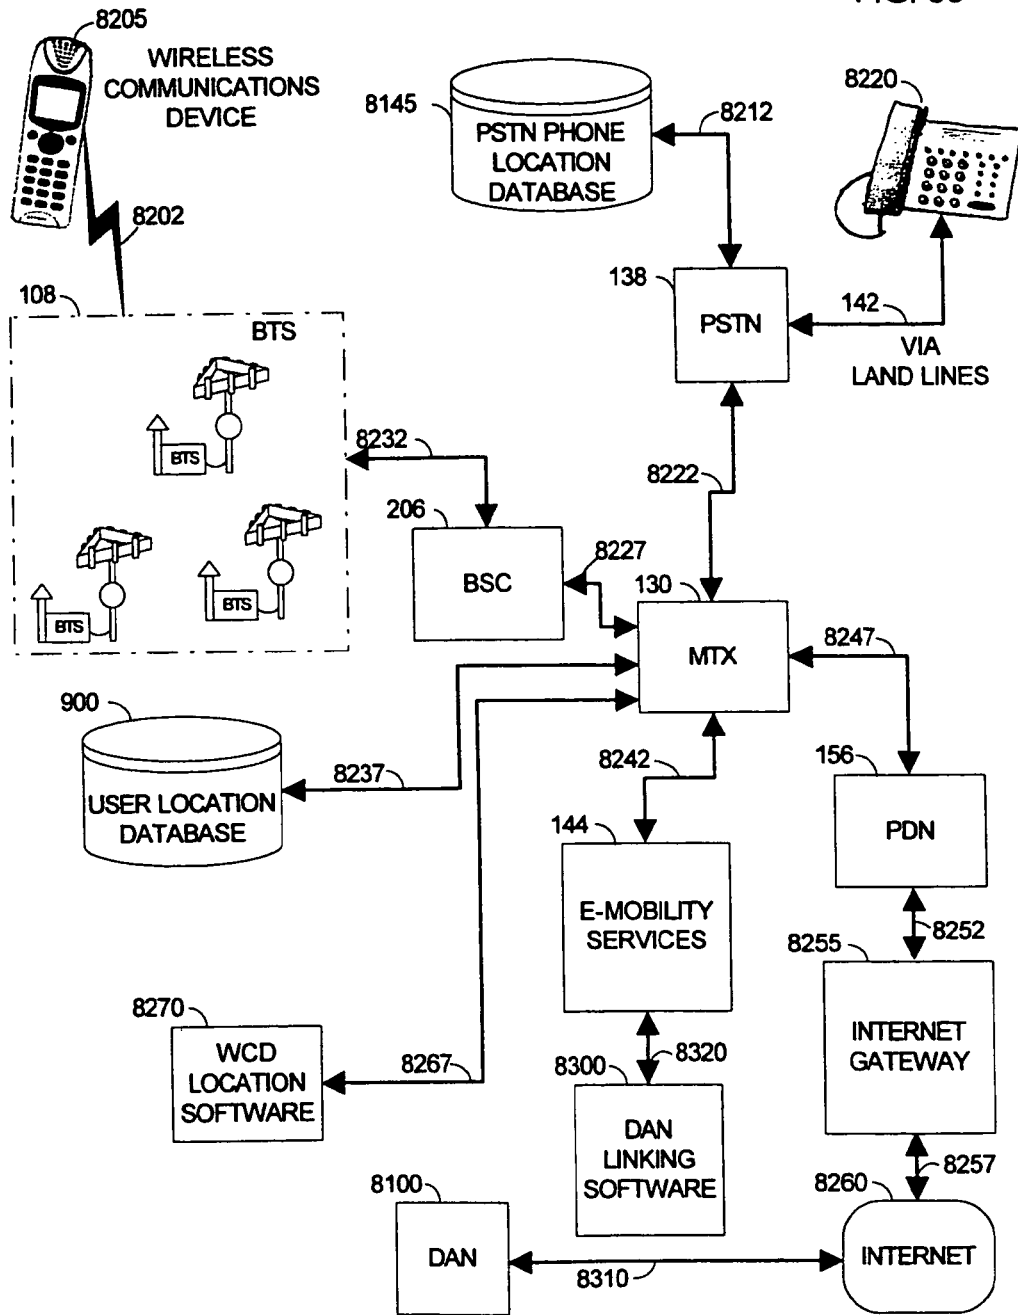 8205
WIRELESS
COMMUNICATIONS
DEVICE
8202
8145
PSTN PHONE
LOCATION
DATABASE
8212
8220
138
PSTN
142
VIA
LAND LINES
108
BTS
BTS
BTS
BTS
8232
206
BSC
8227
8222
130
MTX
8247
900
USER LOCATION
DATABASE
8237
8242
144
E-MOBILITY
SERVICES
156
PDN
8252
8255
INTERNET
GATEWAY
8270
WCD
LOCATION
SOFTWARE
8267
8300
8320
DAN
LINKING
SOFTWARE
8257
8260
INTERNET
8100
DAN
8310